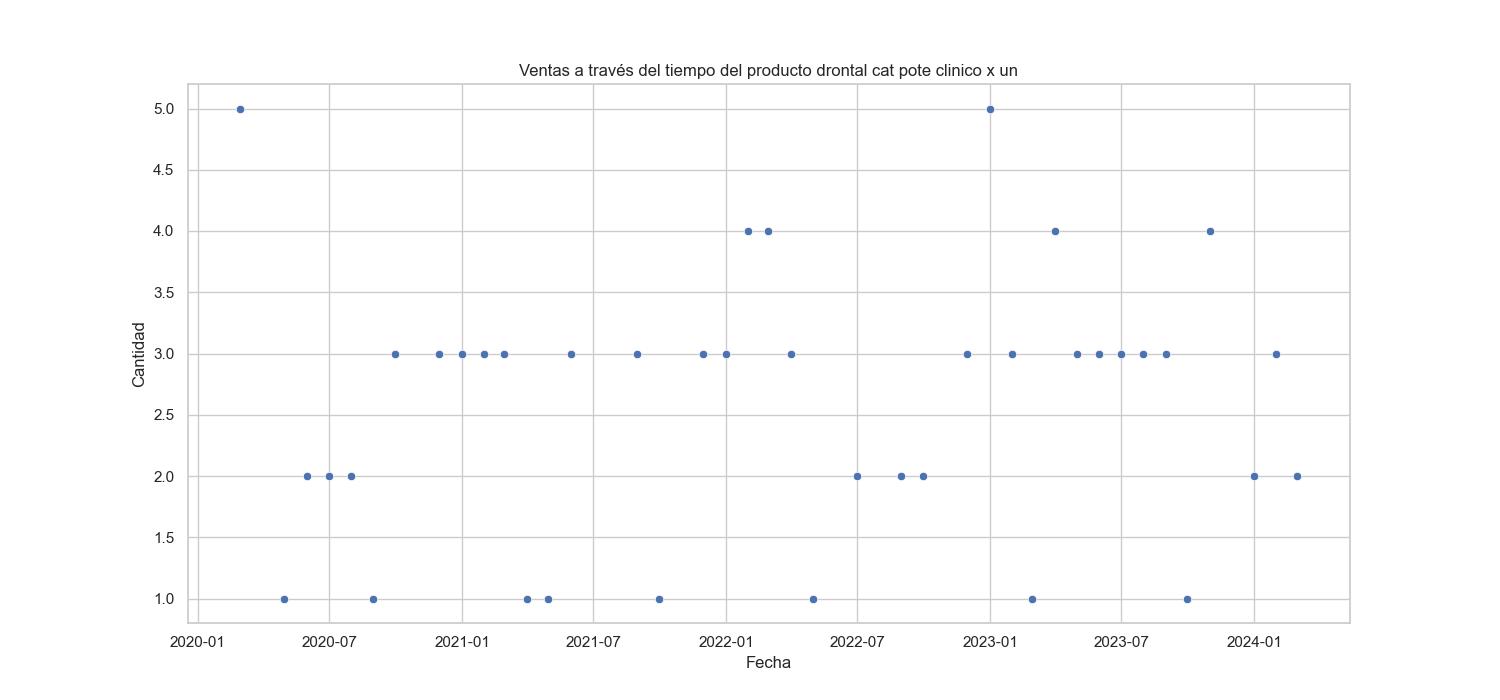 Ventas a través del tiempo del producto drontal cat pote clinico x un
5.0
4.5
4.0
3.5
3.0
2.5
2.0
1.5
1.0
Cantidad
2020-01 2020-07 2021-01 2021-07 2022-01 2022-07 2023-01 2023-07 2024-01
Fecha